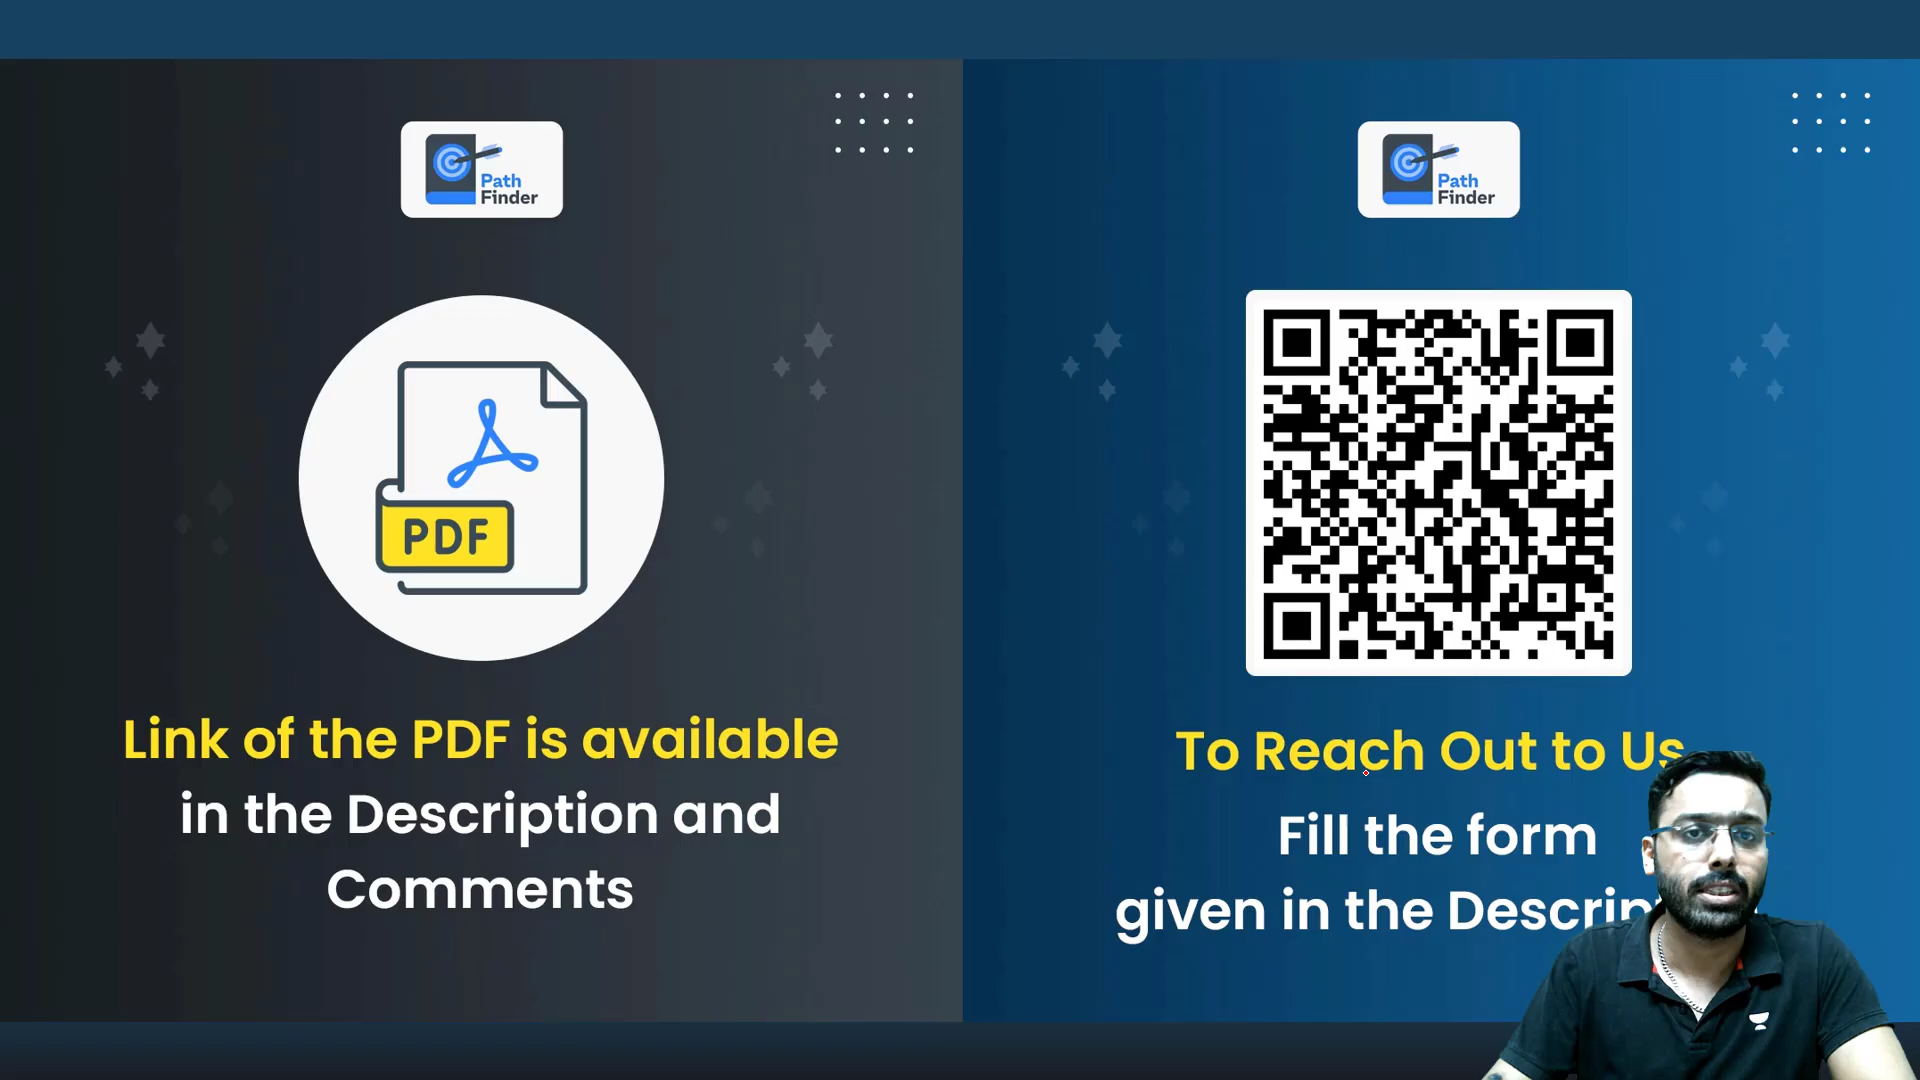 Path
Finder
PDF
Link of the PDF is available
in the Description and
Comments
Path
Finder
To Reach Out to Us
Fill the form
given in the